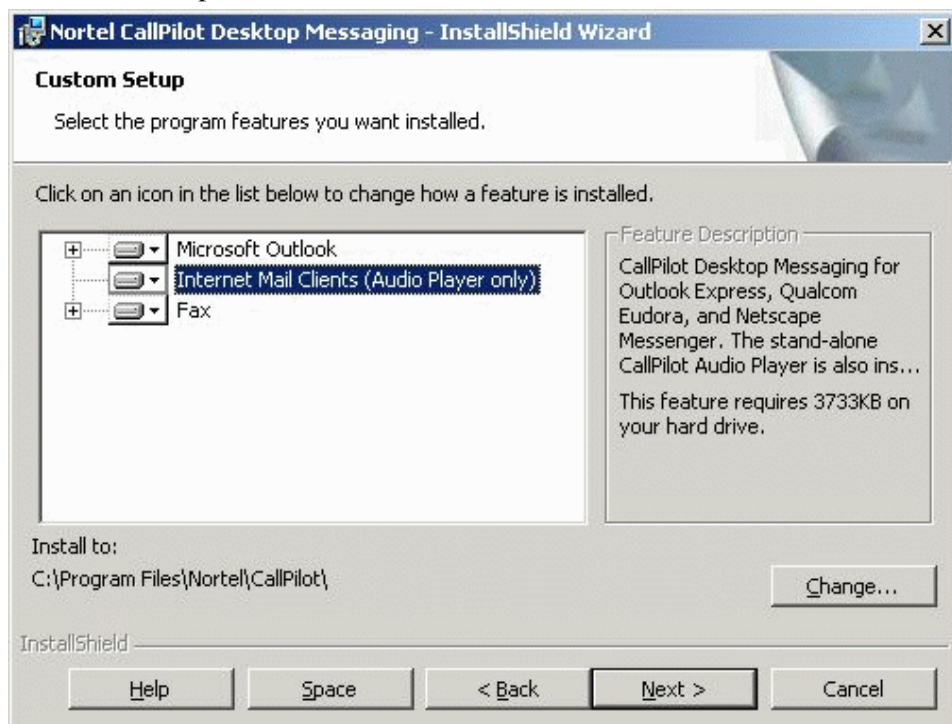 Nortel CallPilot Desktop Messaging - InstallShield Wizard
Custom Setup
Select the program features you want installed.
Click on an icon in the list below to change how a feature is installed.
Microsoft Outlook
Internet Mail Clients (Audio Player only)
Fax
Feature Description
CallPilot Desktop Messaging for
Outlook Express, Qualcom
Eudora, and Netscape
Messenger. The stand-alone
CallPilot Audio Player is also ins...
This feature requires 3733KB on
your hard drive.
Install to:
C:\Program Files\Nortel\CallPilot\
Change...
InstallShield
Help
Space
< Back
Next >
Cancel